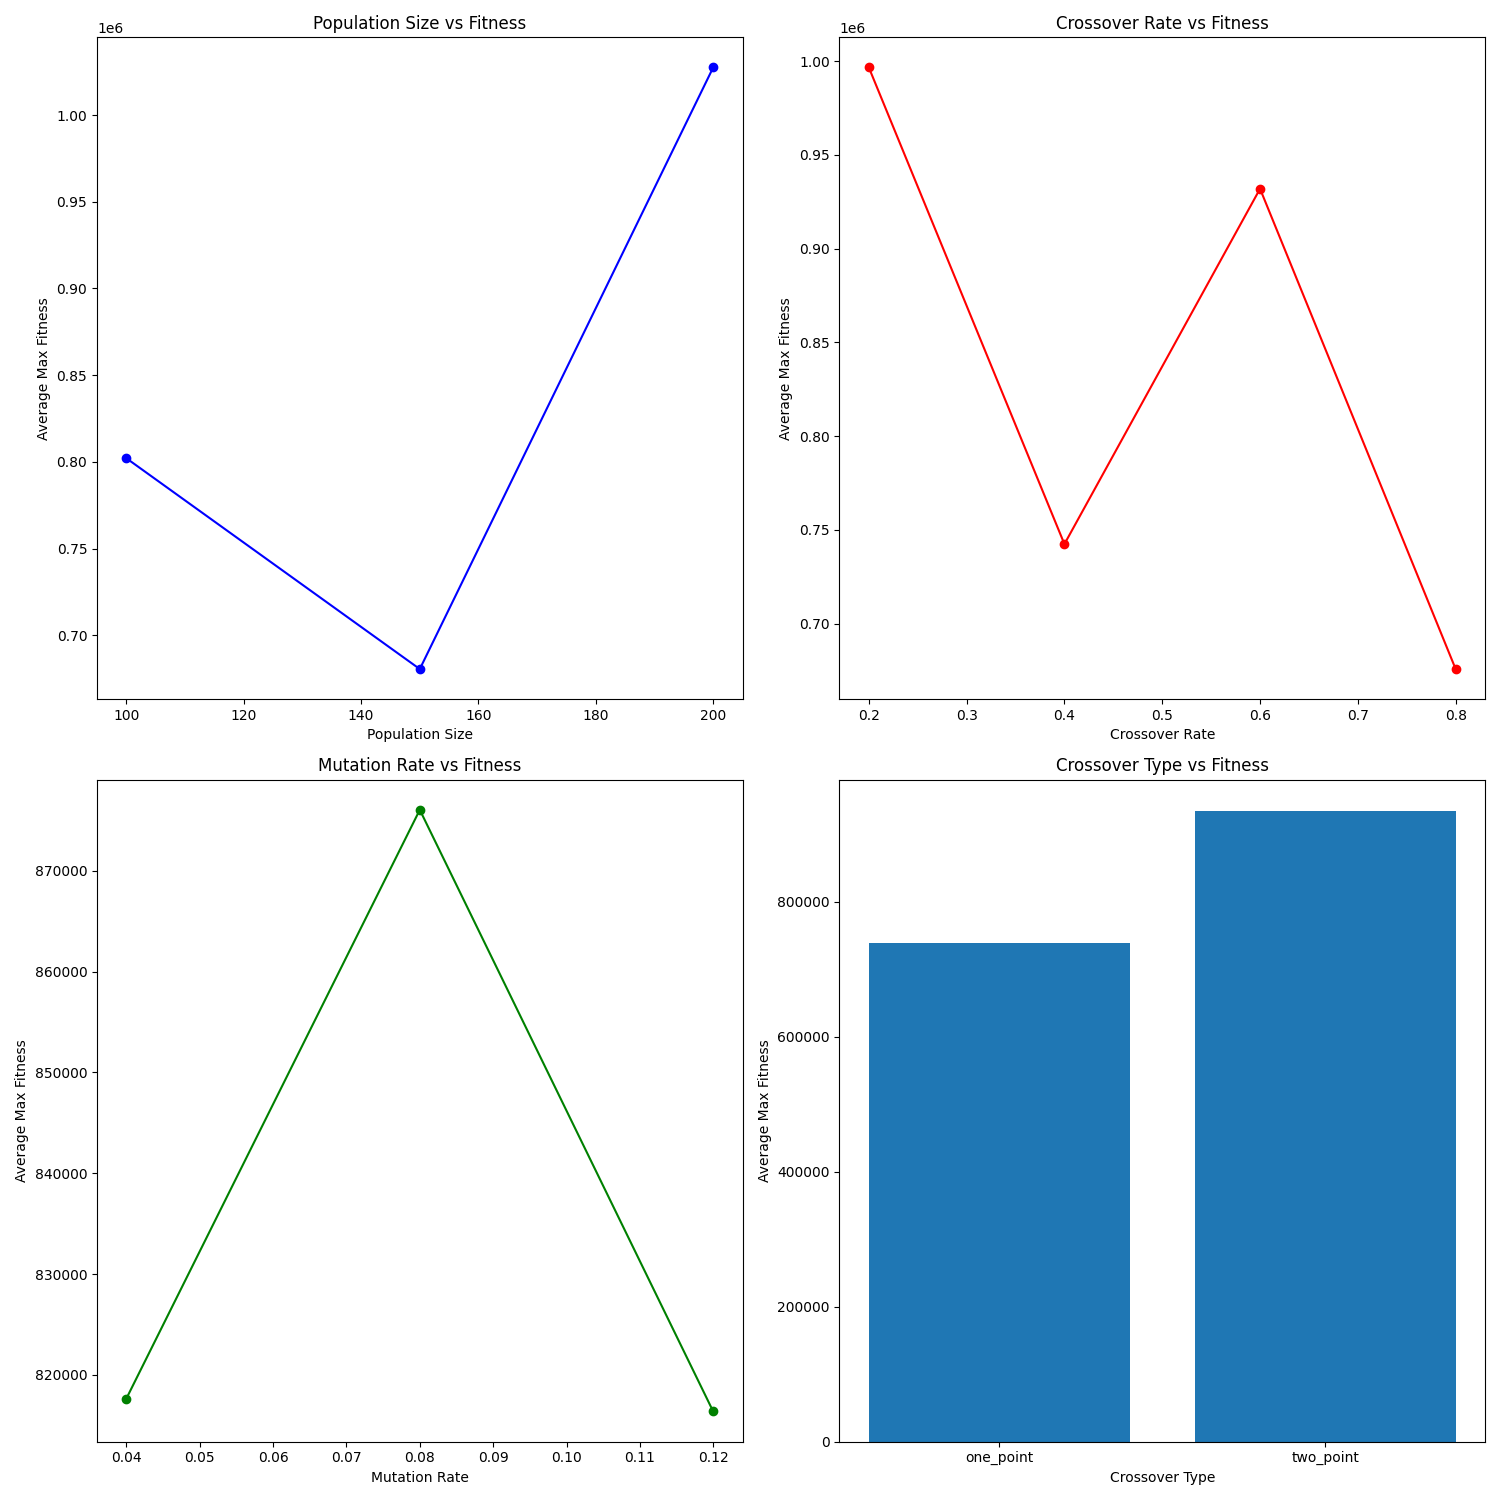 Population Size vs Fitness
1e6
1.00
0.95
0.90
0.85
0.80
0.75
0.70
Average Max Fitness
100 120 140 160 180 200
Population Size
Crossover Rate vs Fitness
1e6
1.00
0.95
0.90
0.85
0.80
0.75
0.70
Average Max Fitness
0.2 0.3 0.4 0.5 0.6 0.7 0.8
Crossover Rate
Mutation Rate vs Fitness
870000
860000
850000
840000
830000
820000
Average Max Fitness
0.04 0.05 0.06 0.07 0.08 0.09 0.10 0.11 0.12
Mutation Rate
Crossover Type vs Fitness
800000
600000
400000
200000
0
Average Max Fitness
one_point two_point
Crossover Type